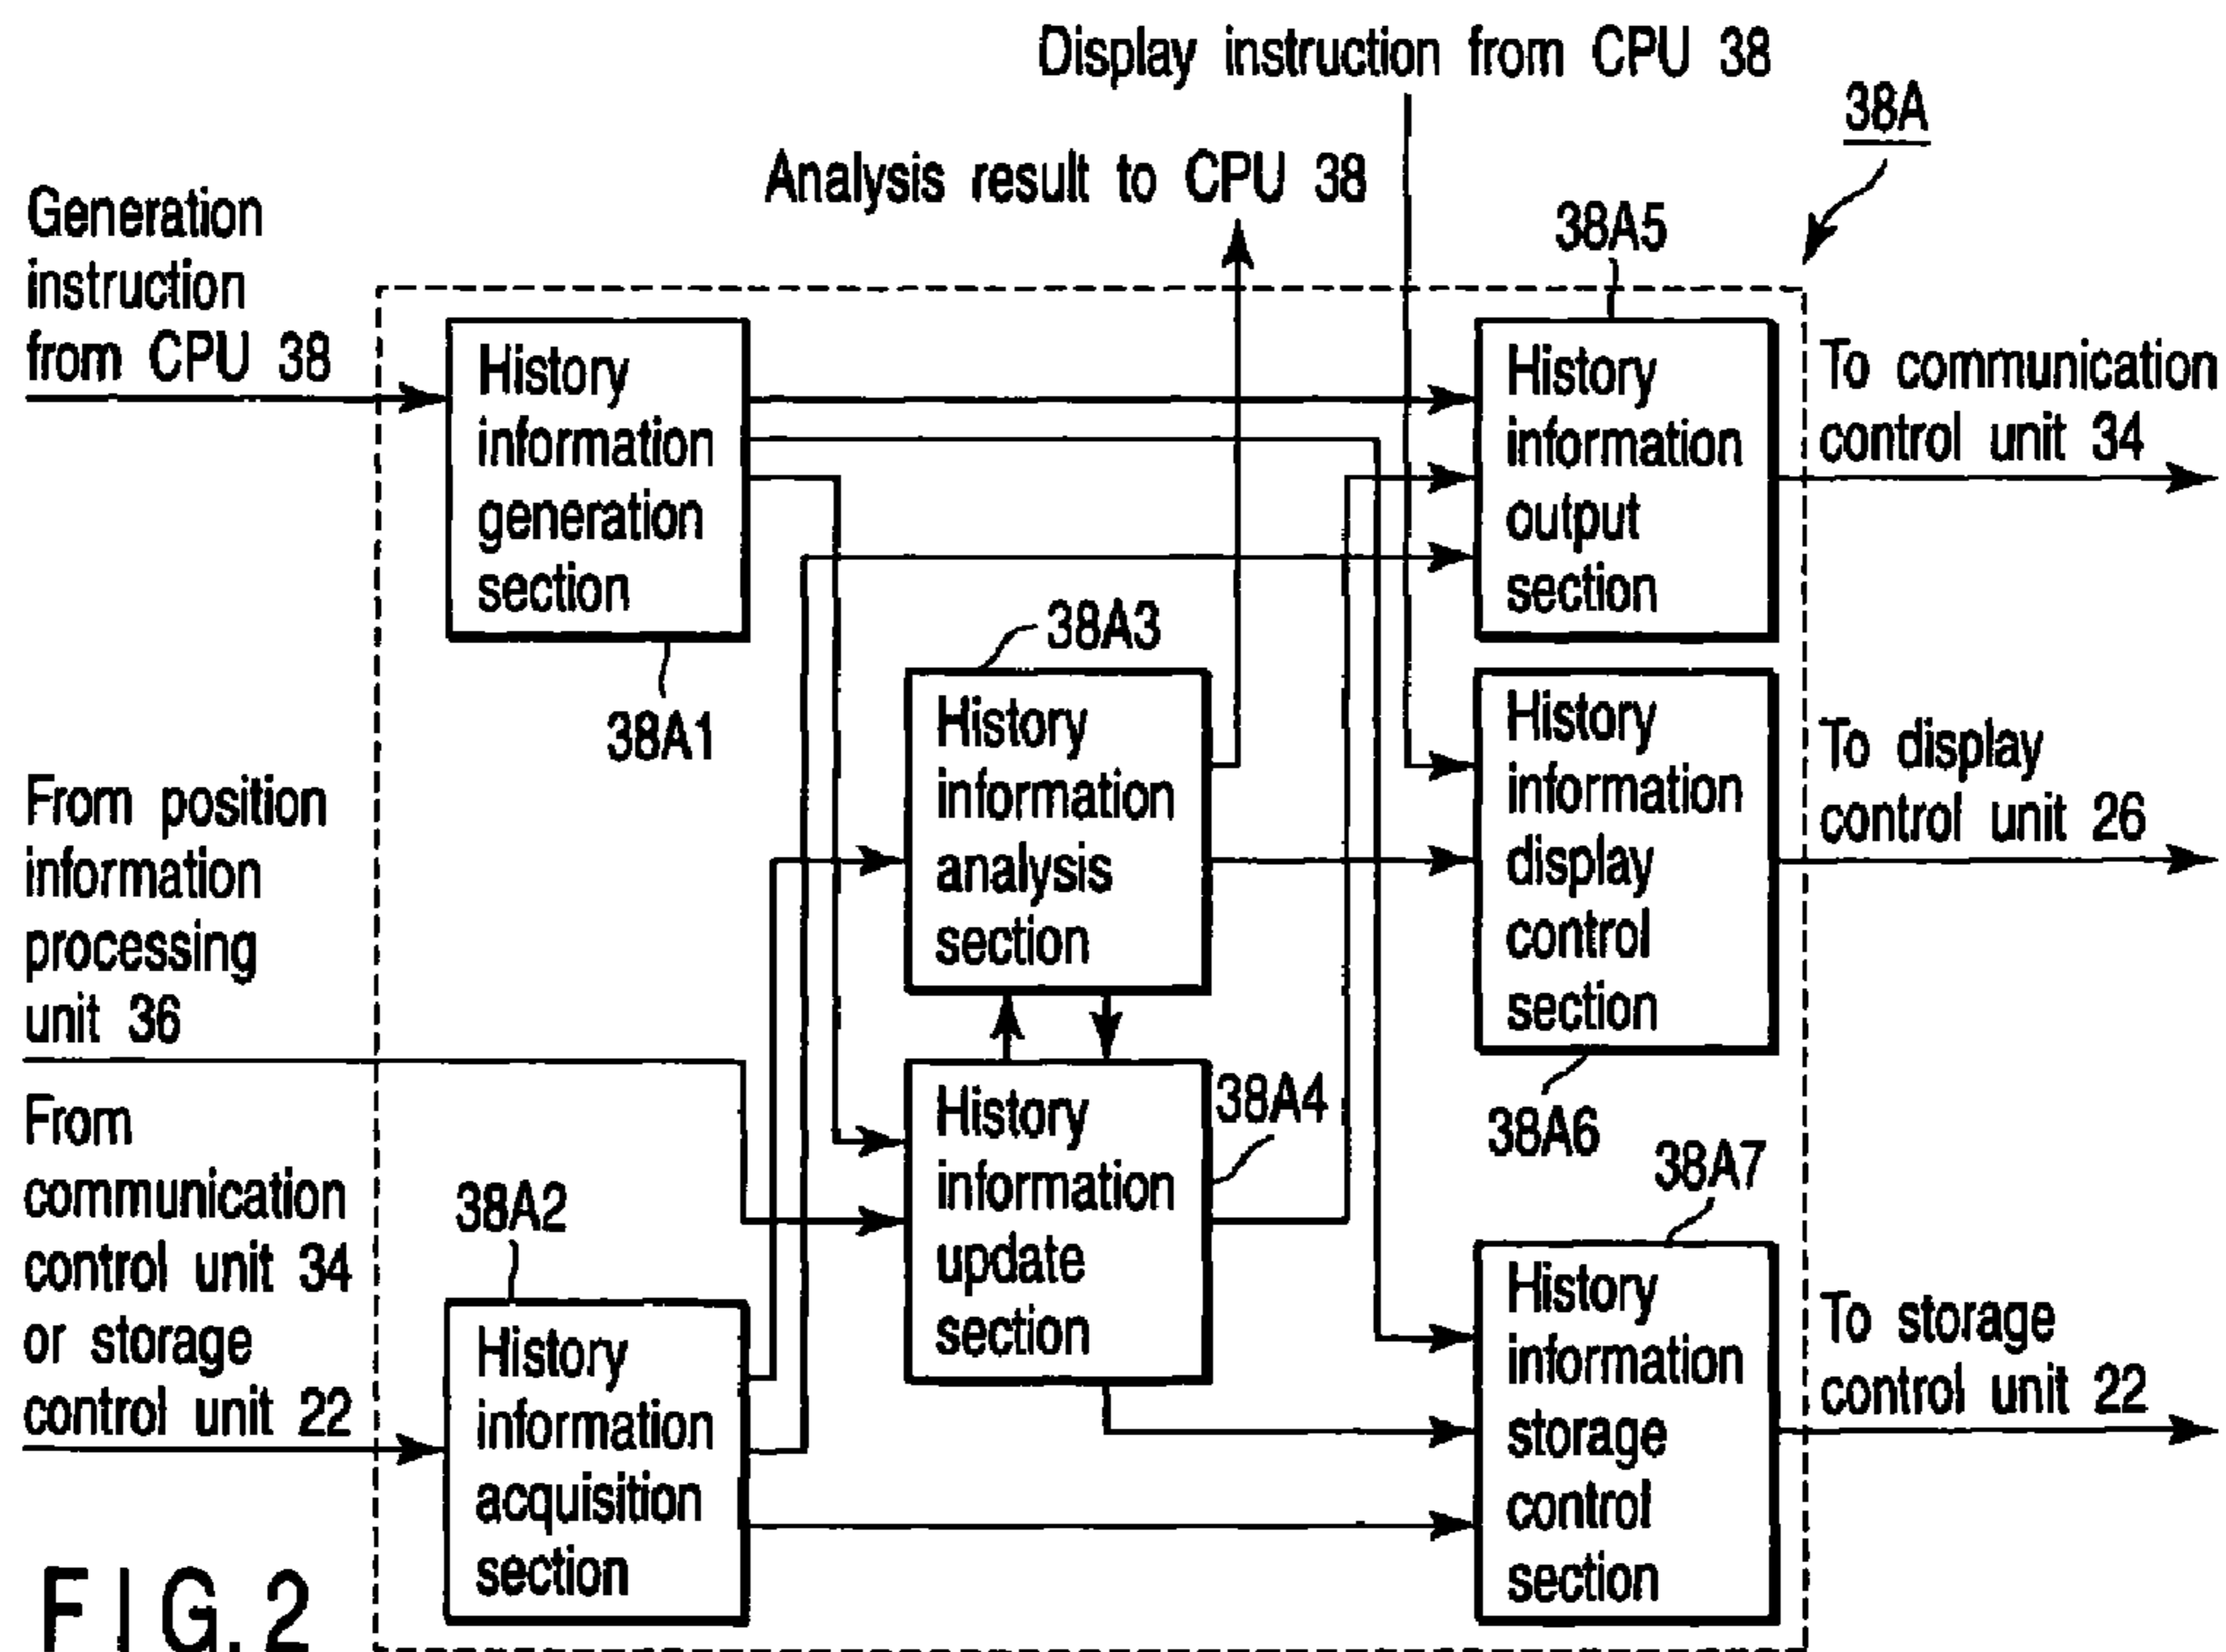 Display instruction from CPU 38
38A
Analysis result to CPU 38
Generation
instruction
from CPU 38
38A5
History
information
generation
section
38A1
History
information
output
section
To communication
control unit 34
38A3
History
information
analysis
section
History
information
display
control
section
38A6
To display
control unit 26
From position
information
processing
unit 36
History
information
update
section
38A4
From
communication
control unit 34
or storage
control unit 22
38A2
History
information
acquisition
section
38A7
History
information
storage
control
section
To storage
control unit 22
FIG.2